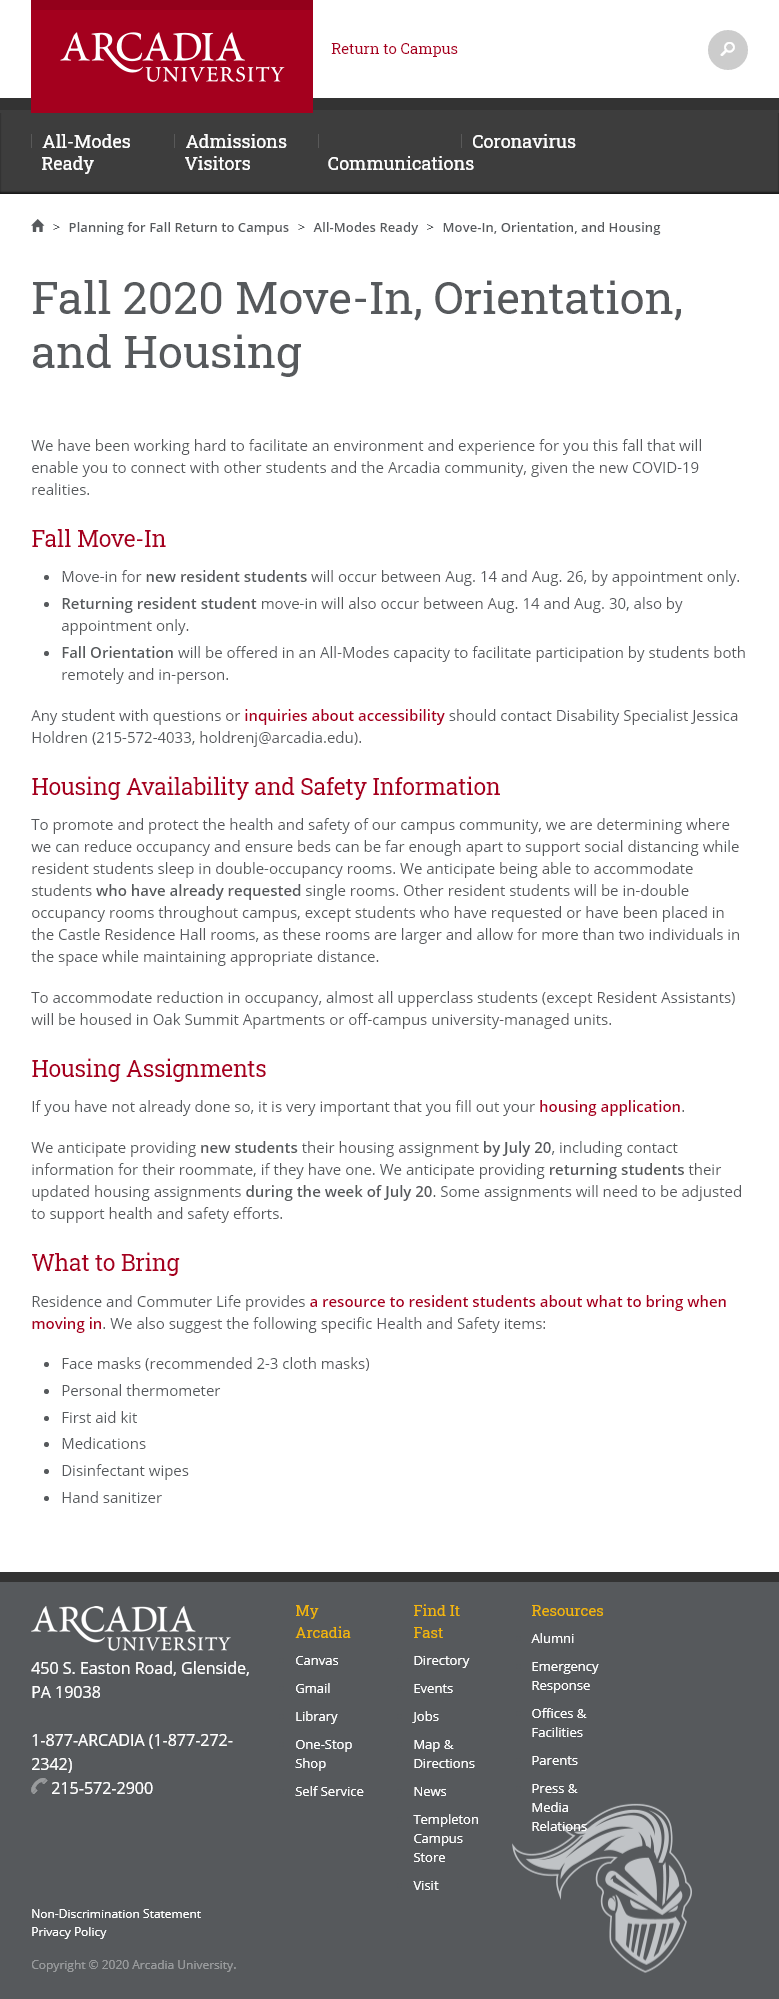 ARCADIA
UNIVERSITY
Return to Campus
All-Modes
Ready
Admissions
Visitors
Communications
Coronavirus
> Planning for Fall Return to Campus > All-Modes Ready > Move-In, Orientation, and Housing
Fall 2020 Move-In, Orientation,
and Housing
We have been working hard to facilitate an environment and experience for you this fall that will
enable you to connect with other students and the Arcadia community, given the new COVID-19
realities.
Fall Move-In
• Move-in for new resident students will occur between Aug. 14 and Aug. 26, by appointment only.
• Returning resident student move-in will also occur between Aug. 14 and Aug. 30, also by
appointment only.
• Fall Orientation will be offered in an All-Modes capacity to facilitate participation by students both
remotely and in-person.
Any student with questions or inquiries about accessibility should contact Disability Specialist Jessica
Holdren (215-572-4033, holdrenj@arcadia.edu).
Housing Availability and Safety Information
To promote and protect the health and safety of our campus community, we are determining where
we can reduce occupancy and ensure beds can be far enough apart to support social distancing while
resident students sleep in double-occupancy rooms. We anticipate being able to accommodate
students who have already requested single rooms. Other resident students will be in-double
occupancy rooms throughout campus, except students who have requested or have been placed in
the Castle Residence Hall rooms, as these rooms are larger and allow for more than two individuals in
the space while maintaining appropriate distance.
To accommodate reduction in occupancy, almost all upperclass students (except Resident Assistants)
will be housed in Oak Summit Apartments or off-campus university-managed units.
Housing Assignments
If you have not already done so, it is very important that you fill out your housing application.
We anticipate providing new students their housing assignment by July 20, including contact
information for their roommate, if they have one. We anticipate providing returning students their
updated housing assignments during the week of July 20. Some assignments will need to be adjusted
to support health and safety efforts.
What to Bring
Residence and Commuter Life provides a resource to resident students about what to bring when
moving in. We also suggest the following specific Health and Safety items:
• Face masks (recommended 2-3 cloth masks)
• Personal thermometer
• First aid kit
• Medications
• Disinfectant wipes
• Hand sanitizer
ARCADIA
UNIVERSITY
450 S. Easton Road, Glenside,
PA 19038
1-877-ARCADIA (1-877-272-
2342)
215-572-2900
My
Arcadia
Canvas
Gmail
Library
One-Stop
Shop
Self Service
Find It
Fast
Directory
Events
Jobs
Map &
Directions
News
Templeton
Campus
Store
Visit
Resources
Alumni
Emergency
Response
Offices &
Facilities
Parents
Press &
Media
Relations
Non-Discrimination Statement
Privacy Policy
Copyright © 2020 Arcadia University.